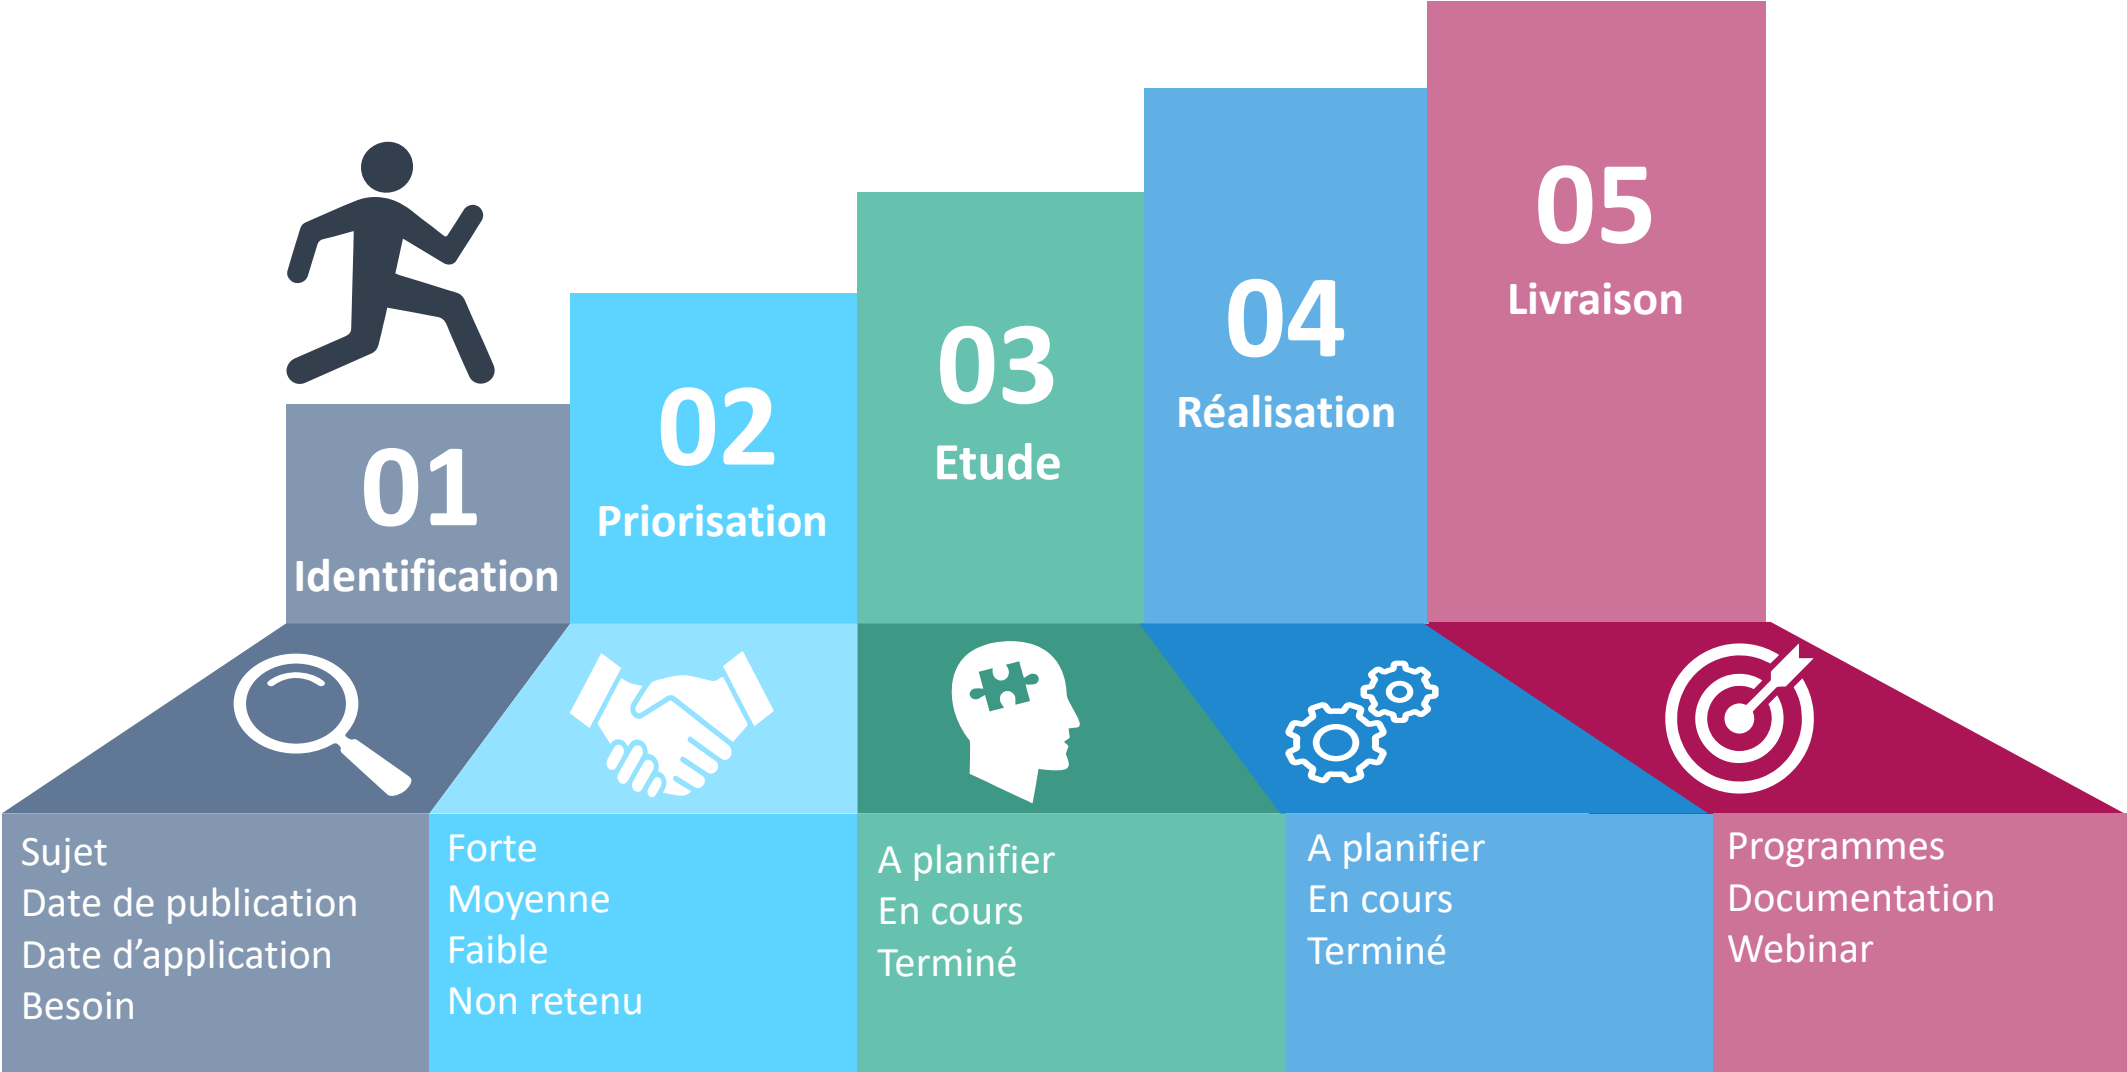 01
Identification
02
Priorisation
03
Etude
04
Réalisation
05
Livraison
Sujet
Date de publication
Date d’application
Besoin
Forte
Moyenne
Faible
Non retenu
A planifier
En cours
Terminé
A planifier
En cours
Terminé
Programmes
Documentation
Webinar